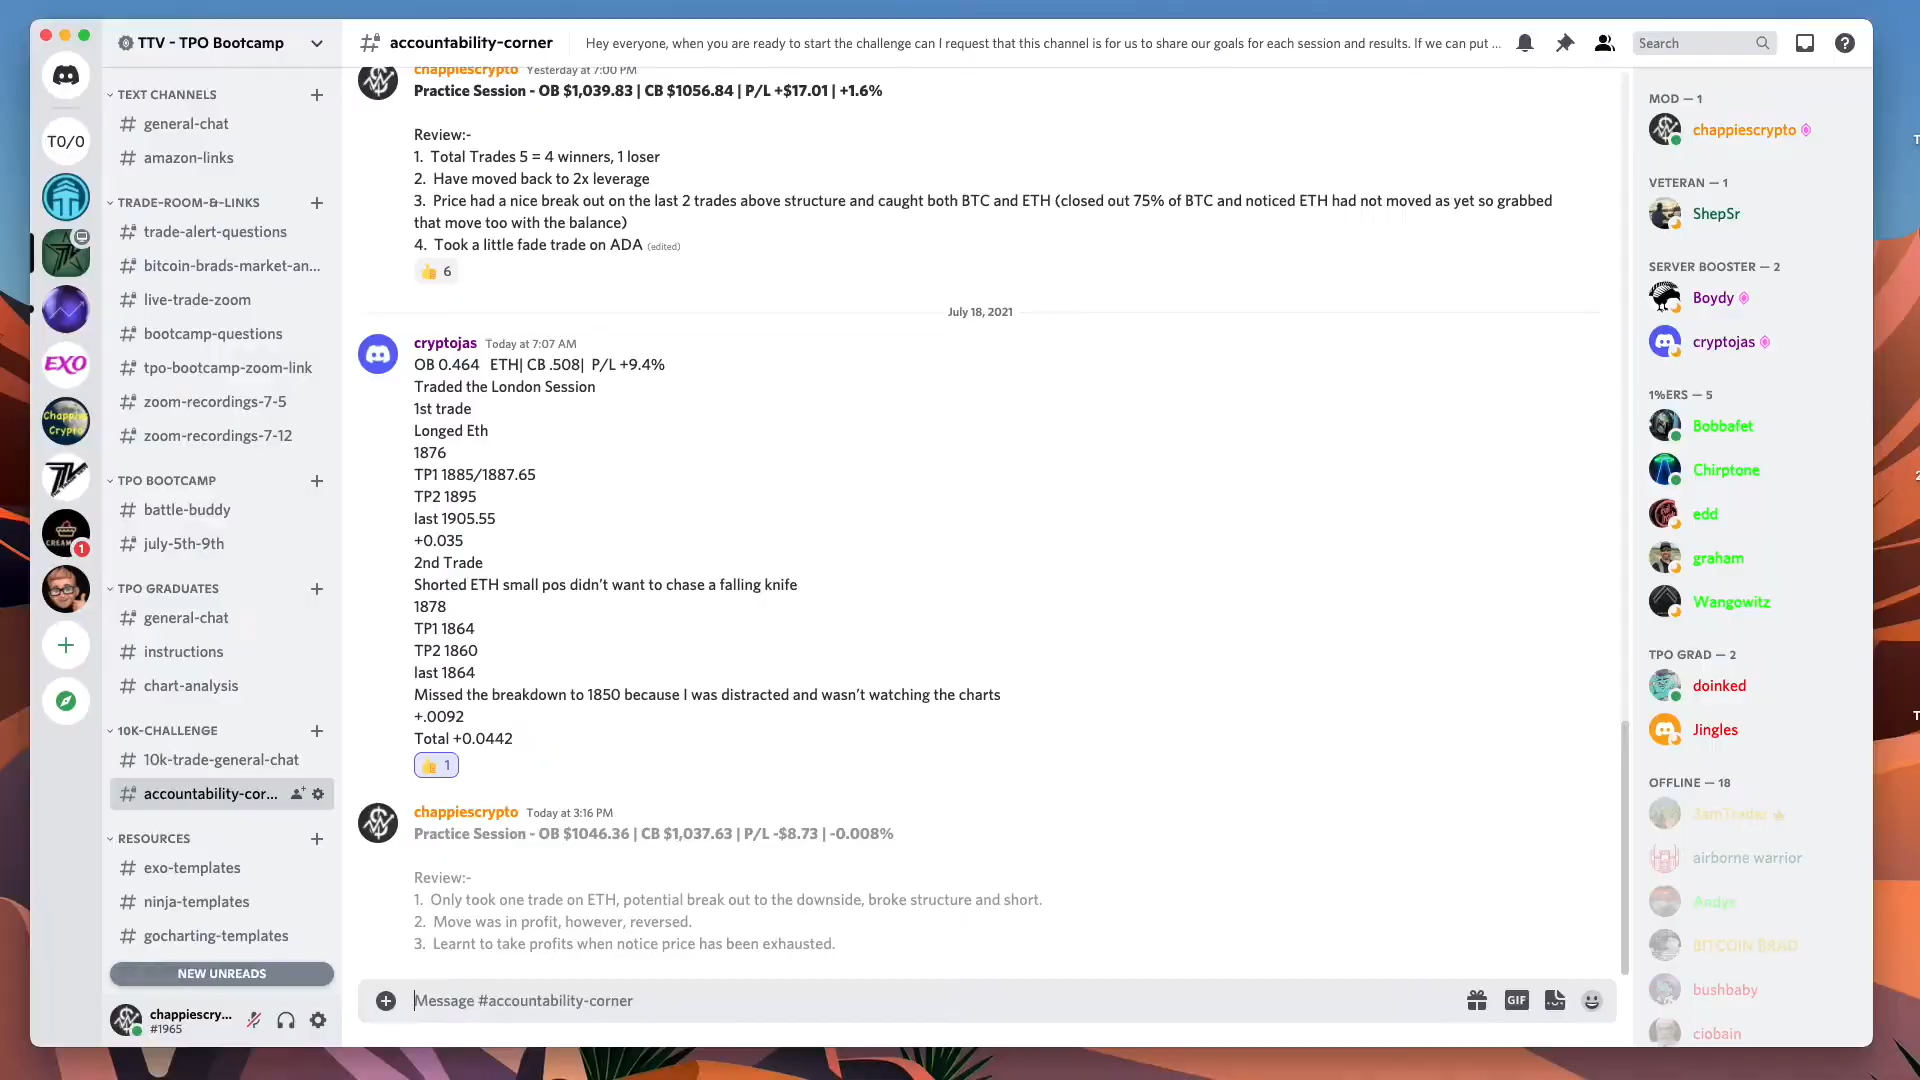 TTV - TPO Bootcamp
accountability-corner
Hey everyone, when you are ready to start the challenge can I request that this channel is for us to share our goals for each session and results. If we can put ...
Search
T0/0
EXO
Chappies
Crypto
CREAM
1
TEXT CHANNELS
general-chat
amazon-links
TRADE-ROOM-&-LINKS
trade-alert-questions
bitcoin-brads-market-an...
live-trade-zoom
bootcamp-questions
tpo-bootcamp-zoom-link
zoom-recordings-7-5
zoom-recordings-7-12
TPO BOOTCAMP
battle-buddy
july-5th-9th
TPO GRADUATES
general-chat
instructions
chart-analysis
10K-CHALLENGE
10k-trade-general-chat
accountability-cor...
RESOURCES
exo-templates
ninja-templates
gocharting-templates
NEW UNREADS
chappiescry...
#1965
chappiescrypto Yesterday at 7:00 PM
Practice Session - OB $1,039.83 | CB $1056.84 | P/L +$17.01 | +1.6%
Review:-
1. Total Trades 5 = 4 winners, 1 loser
2. Have moved back to 2x leverage
3. Price had a nice break out on the last 2 trades above structure and caught both BTC and ETH (closed out 75% of BTC and noticed ETH had not moved as yet so grabbed
that move too with the balance)
4. Took a little fade trade on ADA (edited)
6
July 18, 2021
cryptojas Today at 7:07 AM
OB 0.464 ETH| CB .508| P/L +9.4%
Traded the London Session
1st trade
Longed Eth
1876
TP1 1885/1887.65
TP2 1895
last 1905.55
+0.035
2nd Trade
Shorted ETH small pos didn't want to chase a falling knife
1878
TP1 1864
TP2 1860
last 1864
Missed the breakdown to 1850 because I was distracted and wasn't watching the charts
+.0092
Total +0.0442
1
chappiescrypto Today at 3:16 PM
Practice Session - OB $1046.36 | CB $1,037.63 | P/L -$8.73 | -0.008%
Review:-
1. Only took one trade on ETH, potential break out to the downside, broke structure and short.
2. Move was in profit, however, reversed.
3. Learnt to take profits when notice price has been exhausted.
Message #accountability-corner
GIF
MOD — 1
chappiescrypto
VETERAN — 1
ShepSr
SERVER BOOSTER — 2
Boydy
cryptojas
1%ERS — 5
Bobbafet
Chirptone
edd
graham
Wangowitz
TPO GRAD — 2
doinked
Jingles
OFFLINE — 18
3amTrader
airborne warrior
Andye
BITCOIN BRAD
bushbaby
ciobain